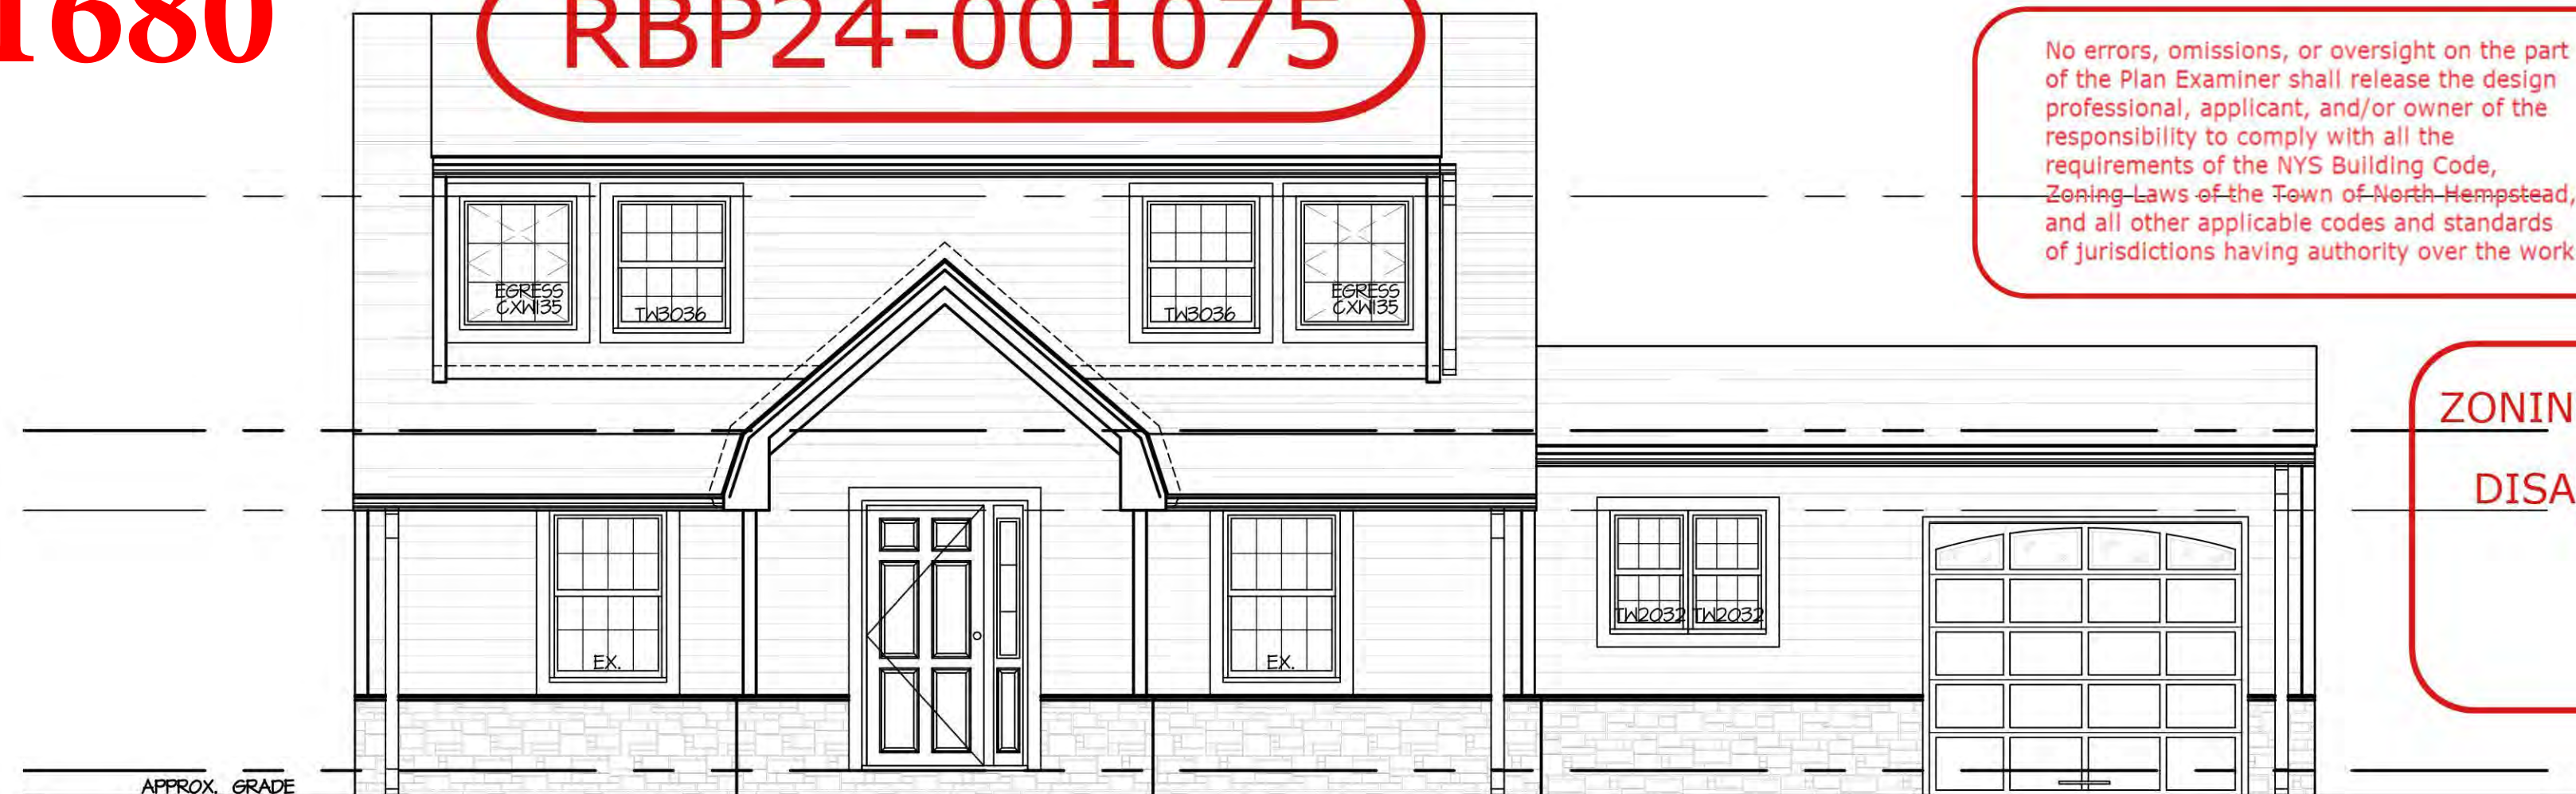 1680
RBP24-001075
No errors, omissions, or oversight on the part
of the Plan Examiner shall release the design
professional, applicant, and/or owner of the
responsibility to comply with all the
requirements of the NYS Building Code,
Zoning Laws of the Town of North Hempstead,
and all other applicable codes and standards
of jurisdictions having authority over the work
EGRESS
CXW135
TW3036
TW3036
EGRESS
CXW135
ZONIN
DISA
TW2032
TW2032
EX.
EX.
APPROX. GRADE